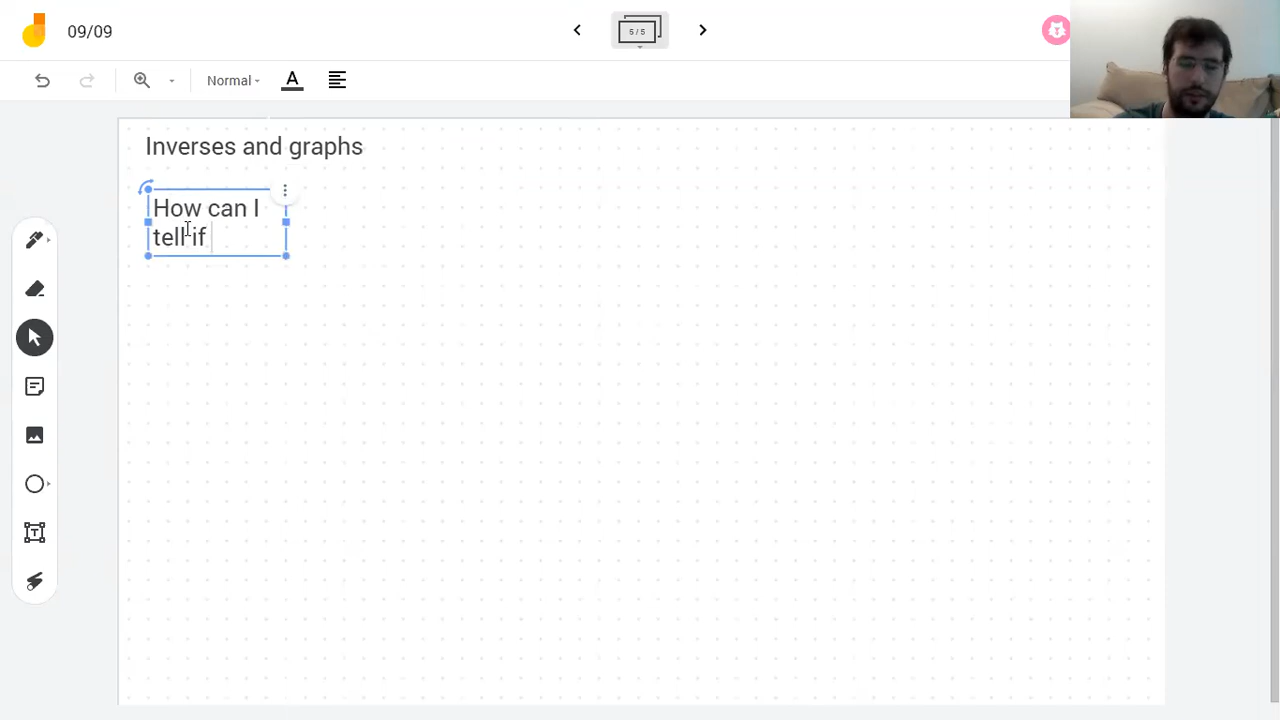 09/09
5 / 5
Normal
A
Inverses and graphs
How can I
tell if
T